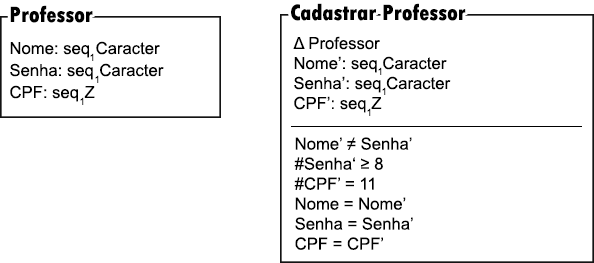 Professor
Nome: seq₁Caracter
Senha: seq₁Caracter
CPF: seq₁Z
Cadastrar Professor
Δ Professor
Nome’: seq₁Caracter
Senha’: seq₁Caracter
CPF’: seq₁Z
Nome’ ≠ Senha’
#Senha‘ ≥ 8
#CPF’ = 11
Nome = Nome’
Senha = Senha’
CPF = CPF’